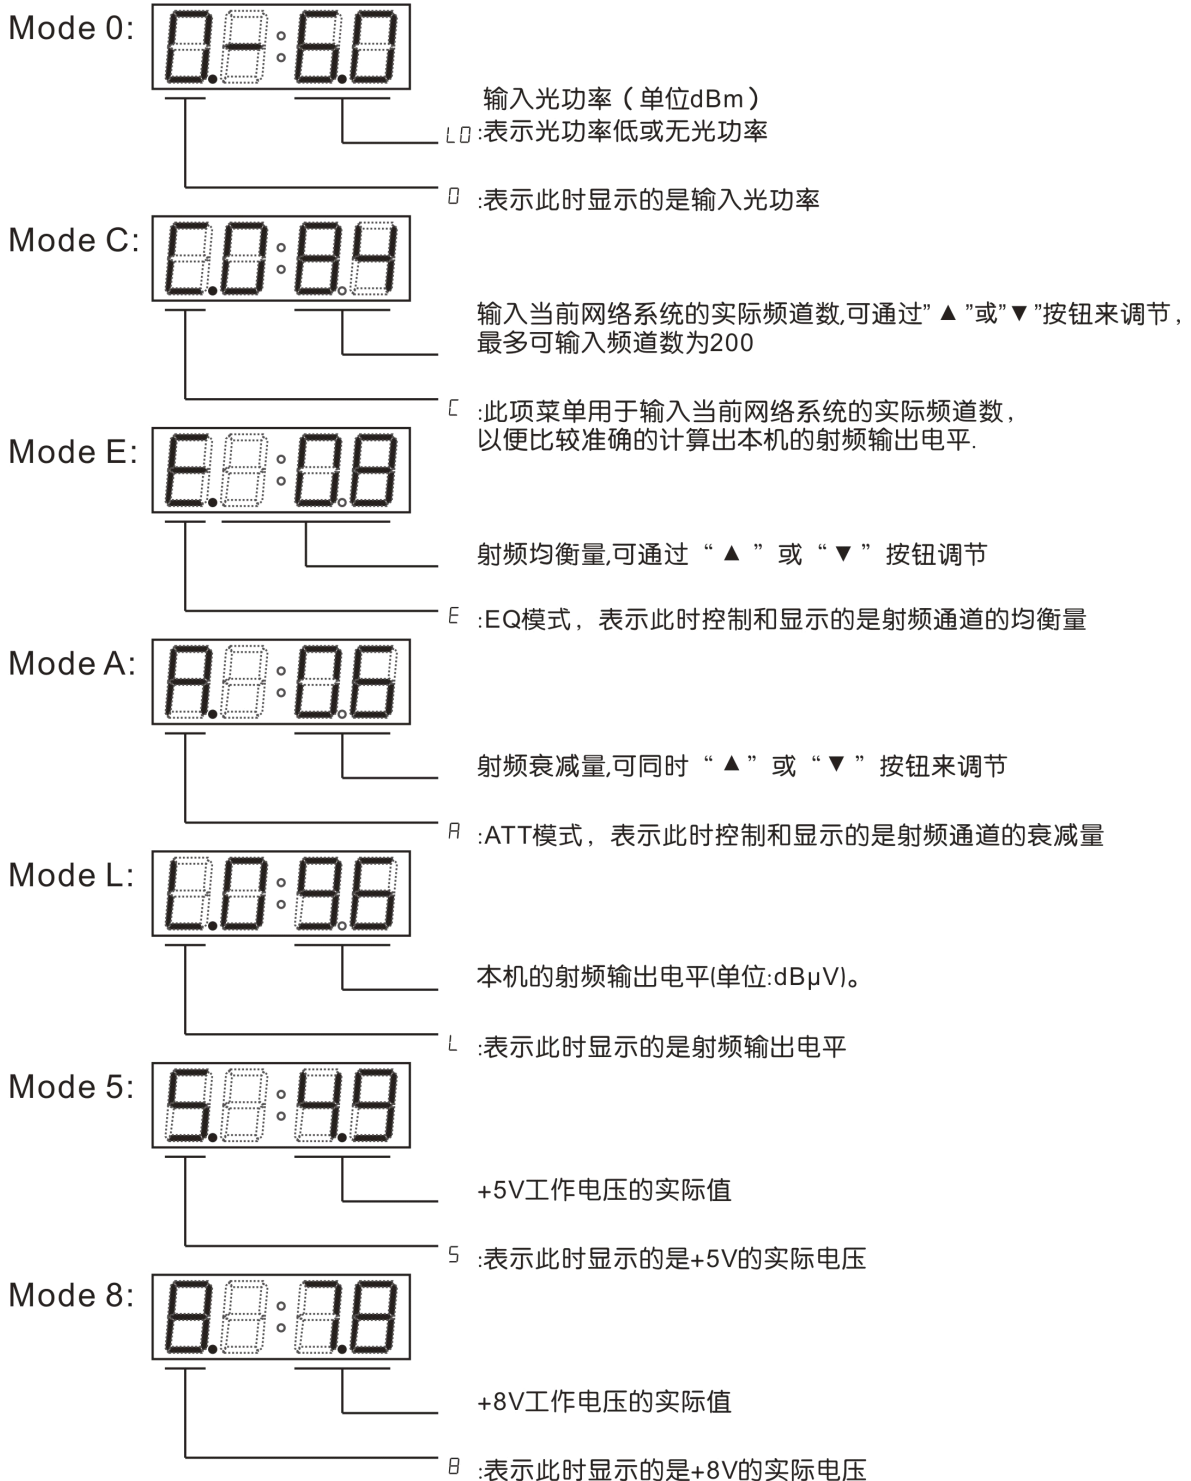 Mode 0:
0.- : 6.0
输入光功率（单位dBm）
L0 :表示光功率低或无光功率
0 :表示此时显示的是输入光功率
Mode C:
C.0:84
输入当前网络系统的实际频道数,可通过”▲”或”▼”按钮来调节，
最多可输入频道数为200
C :此项菜单用于输入当前网络系统的实际频道数，
以便比较准确的计算出本机的射频输出电平.
Mode E:
E. : 08
射频均衡量,可通过“▲”或“▼”按钮调节
E :EQ模式，表示此时控制和显示的是射频通道的均衡量
Mode A:
A. : 06
射频衰减量,可同时“▲”或“▼”按钮来调节
A :ATT模式，表示此时控制和显示的是射频通道的衰减量
Mode L:
L.0:96
本机的射频输出电平(单位:dBμV)。
L :表示此时显示的是射频输出电平
Mode 5:
5. : 4.9
+5V工作电压的实际值
5 :表示此时显示的是+5V的实际电压
Mode 8:
8. : 7.8
+8V工作电压的实际值
8 :表示此时显示的是+8V的实际电压